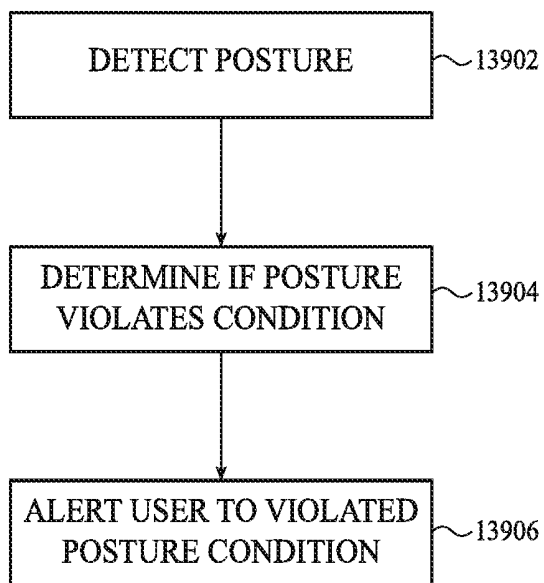 DETECT POSTURE
13902
DETERMINE IF POSTURE
VIOLATES CONDITION
13904
ALERT USER TO VIOLATED
POSTURE CONDITION
13906